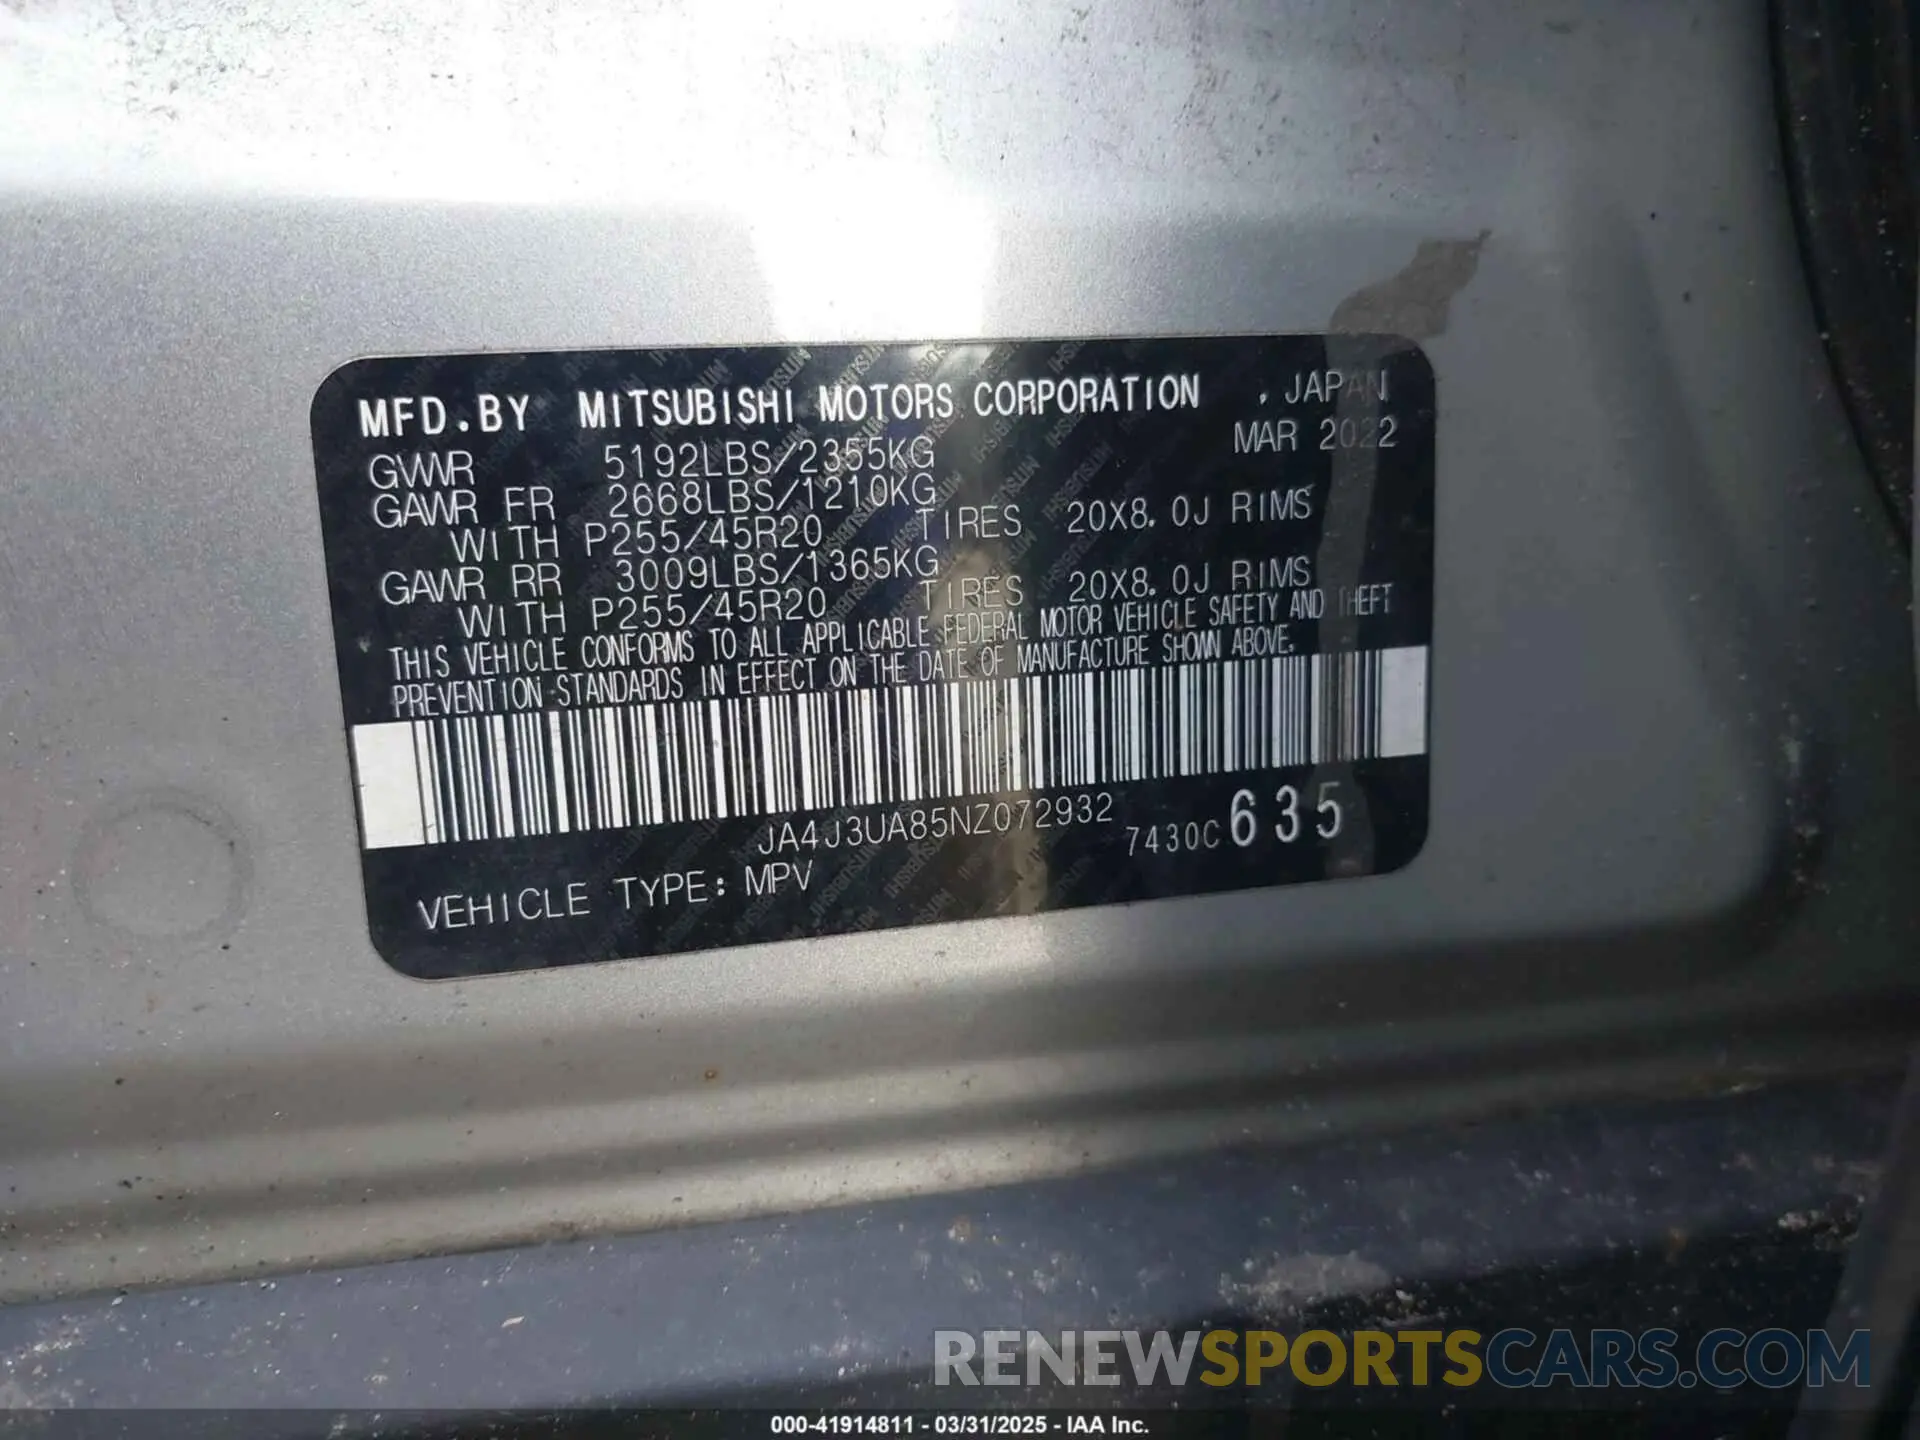 MFD.BY MITSUBISHI MOTORS CORPORATION , JAPAN
GVWR 5192LBS/2355KG MAR 2022
GAWR FR 2668LBS/1210KG
WITH P255/45R20 TIRES 20X8.0J RIMS
GAWR RR 3009LBS/1365KG
WITH P255/45R20 TIRES 20X8.0J RIMS
THIS VEHICLE CONFORMS TO ALL APPLICABLE FEDERAL MOTOR VEHICLE SAFETY AND THEFT
PREVENTION STANDARDS IN EFFECT ON THE DATE OF MANUFACTURE SHOWN ABOVE.
JA4J3UA85NZ072932 7430C 635
VEHICLE TYPE: MPV
RENEWSPORTSCARS.COM
000-41914811 - 03/31/2025 - IAA Inc.